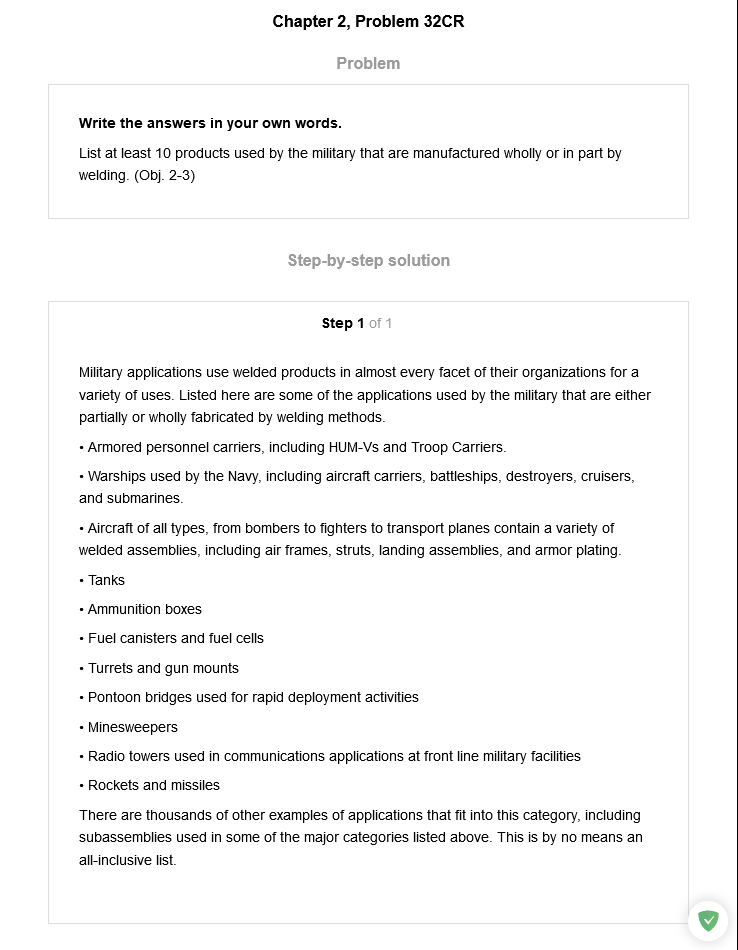 Chapter 2, Problem 32CR
Problem
Write the answers in your own words.
List at least 10 products used by the military that are manufactured wholly or in part by
welding. (Obj. 2-3)
Step-by-step solution
Step 1 of 1
Military applications use welded products in almost every facet of their organizations for a
variety of uses. Listed here are some of the applications used by the military that are either
partially or wholly fabricated by welding methods.
• Armored personnel carriers, including HUM-Vs and Troop Carriers.
• Warships used by the Navy, including aircraft carriers, battleships, destroyers, cruisers,
and submarines.
• Aircraft of all types, from bombers to fighters to transport planes contain a variety of
welded assemblies, including air frames, struts, landing assemblies, and armor plating.
• Tanks
• Ammunition boxes
• Fuel canisters and fuel cells
• Turrets and gun mounts
• Pontoon bridges used for rapid deployment activities
• Minesweepers
• Radio towers used in communications applications at front line military facilities
• Rockets and missiles
There are thousands of other examples of applications that fit into this category, including
subassemblies used in some of the major categories listed above. This is by no means an
all-inclusive list.